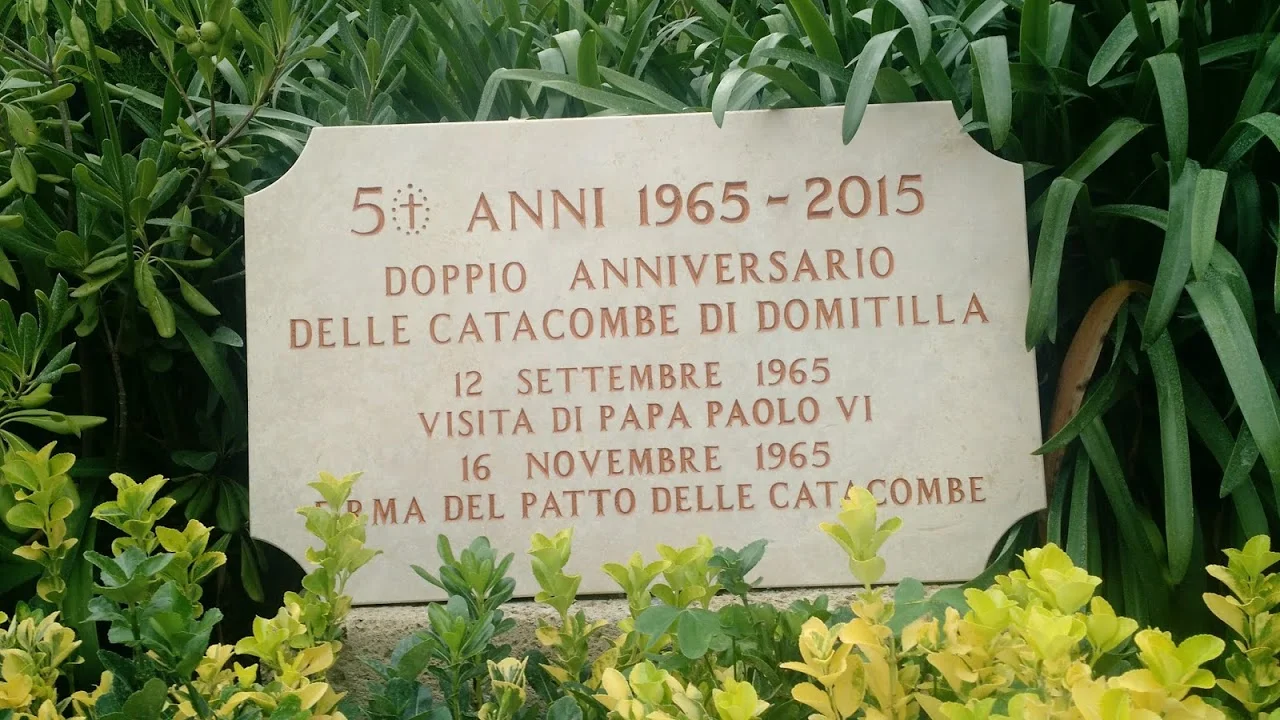 50 ANNI 1965-2015
DOPPIO ANNIVERSARIO
DELLE CATACOMBE DI DOMITILLA
12 SETTEMBRE 1965
VISITA DI PAPA PAOLO VI
16 NOVEMBRE 1965
DEL PATTO DELLE CATACOMBE